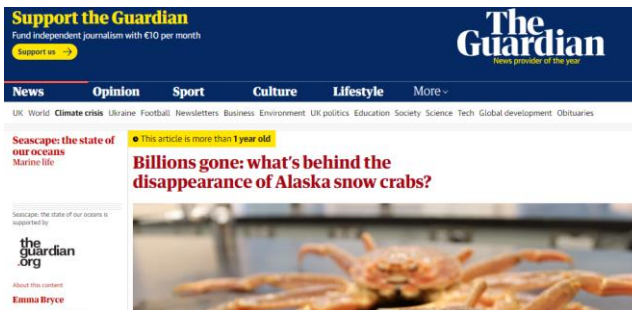 Support the Guardian
Fund independent journalism with €10 per month
Support us →
The
Guardian
News provider of the year
News Opinion Sport Culture Lifestyle More
UK World Climate crisis Ukraine Football Newsletters Business Environment UK politics Education Society Science Tech Global development Obituaries
Seascape: the state of
our oceans
Marine life
This article is more than 1 year old
Billions gone: what's behind the
disappearance of Alaska snow crabs?
Seascape: the state of our oceans is
supported by
the
guardian
.org
About this content
Emma Bryce